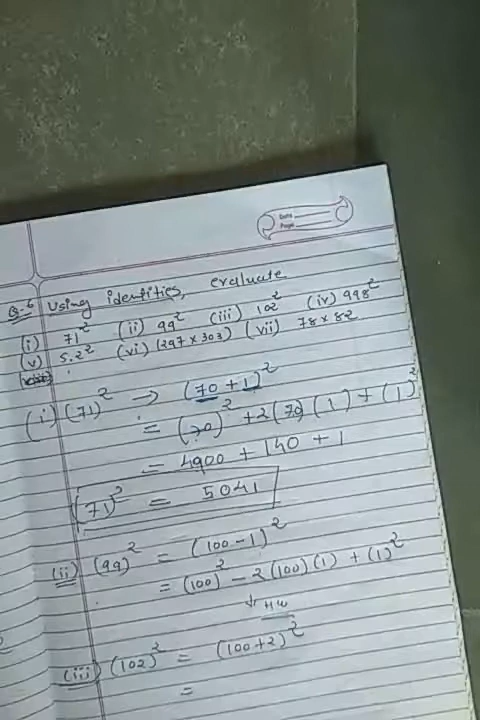 Date
Page
Q-6 Using identities, evaluate
(i) 71² (ii) 99² (iii) 102² (iv) 998²
(v) 5.2² (vi) (297 × 303) (vii) 78 × 82
(i) (71)² → (70 + 1)²
= (70)² + 2(70)(1) + (1)²
= 4900 + 140 + 1
(71)² = 5041
(ii) (99)² = (100 - 1)²
= (100)² - 2(100)(1) + (1)²
↓ HW
(iii) (102)² = (100+2)²
=